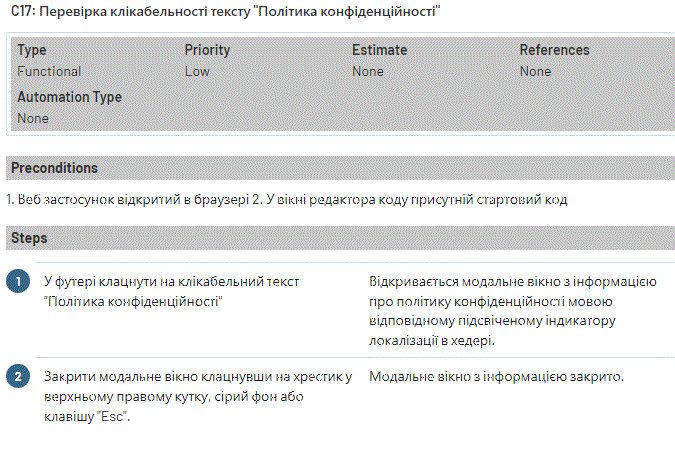 C17: Перевірка клікабельності тексту "Політика конфіденційності"
Type Priority Estimate References
Functional Low None None
Automation Type
None
Preconditions
1. Веб застосунок відкритий в браузері 2. У вікні редактора коду присутній стартовий код
Steps
1 У футері клацнути на клікабельний текст Відкривається модальне вікно з інформацією
"Політика конфіденційності" про політику конфіденційності мовою
відповідному підсвіченому індикатору
локалізації в хедері.
2 Закрити модальне вікно клацнувши на хрестик у Модальне вікно з інформацією закрито.
верхньому правому кутку, сірий фон або
клавішу "Esc".